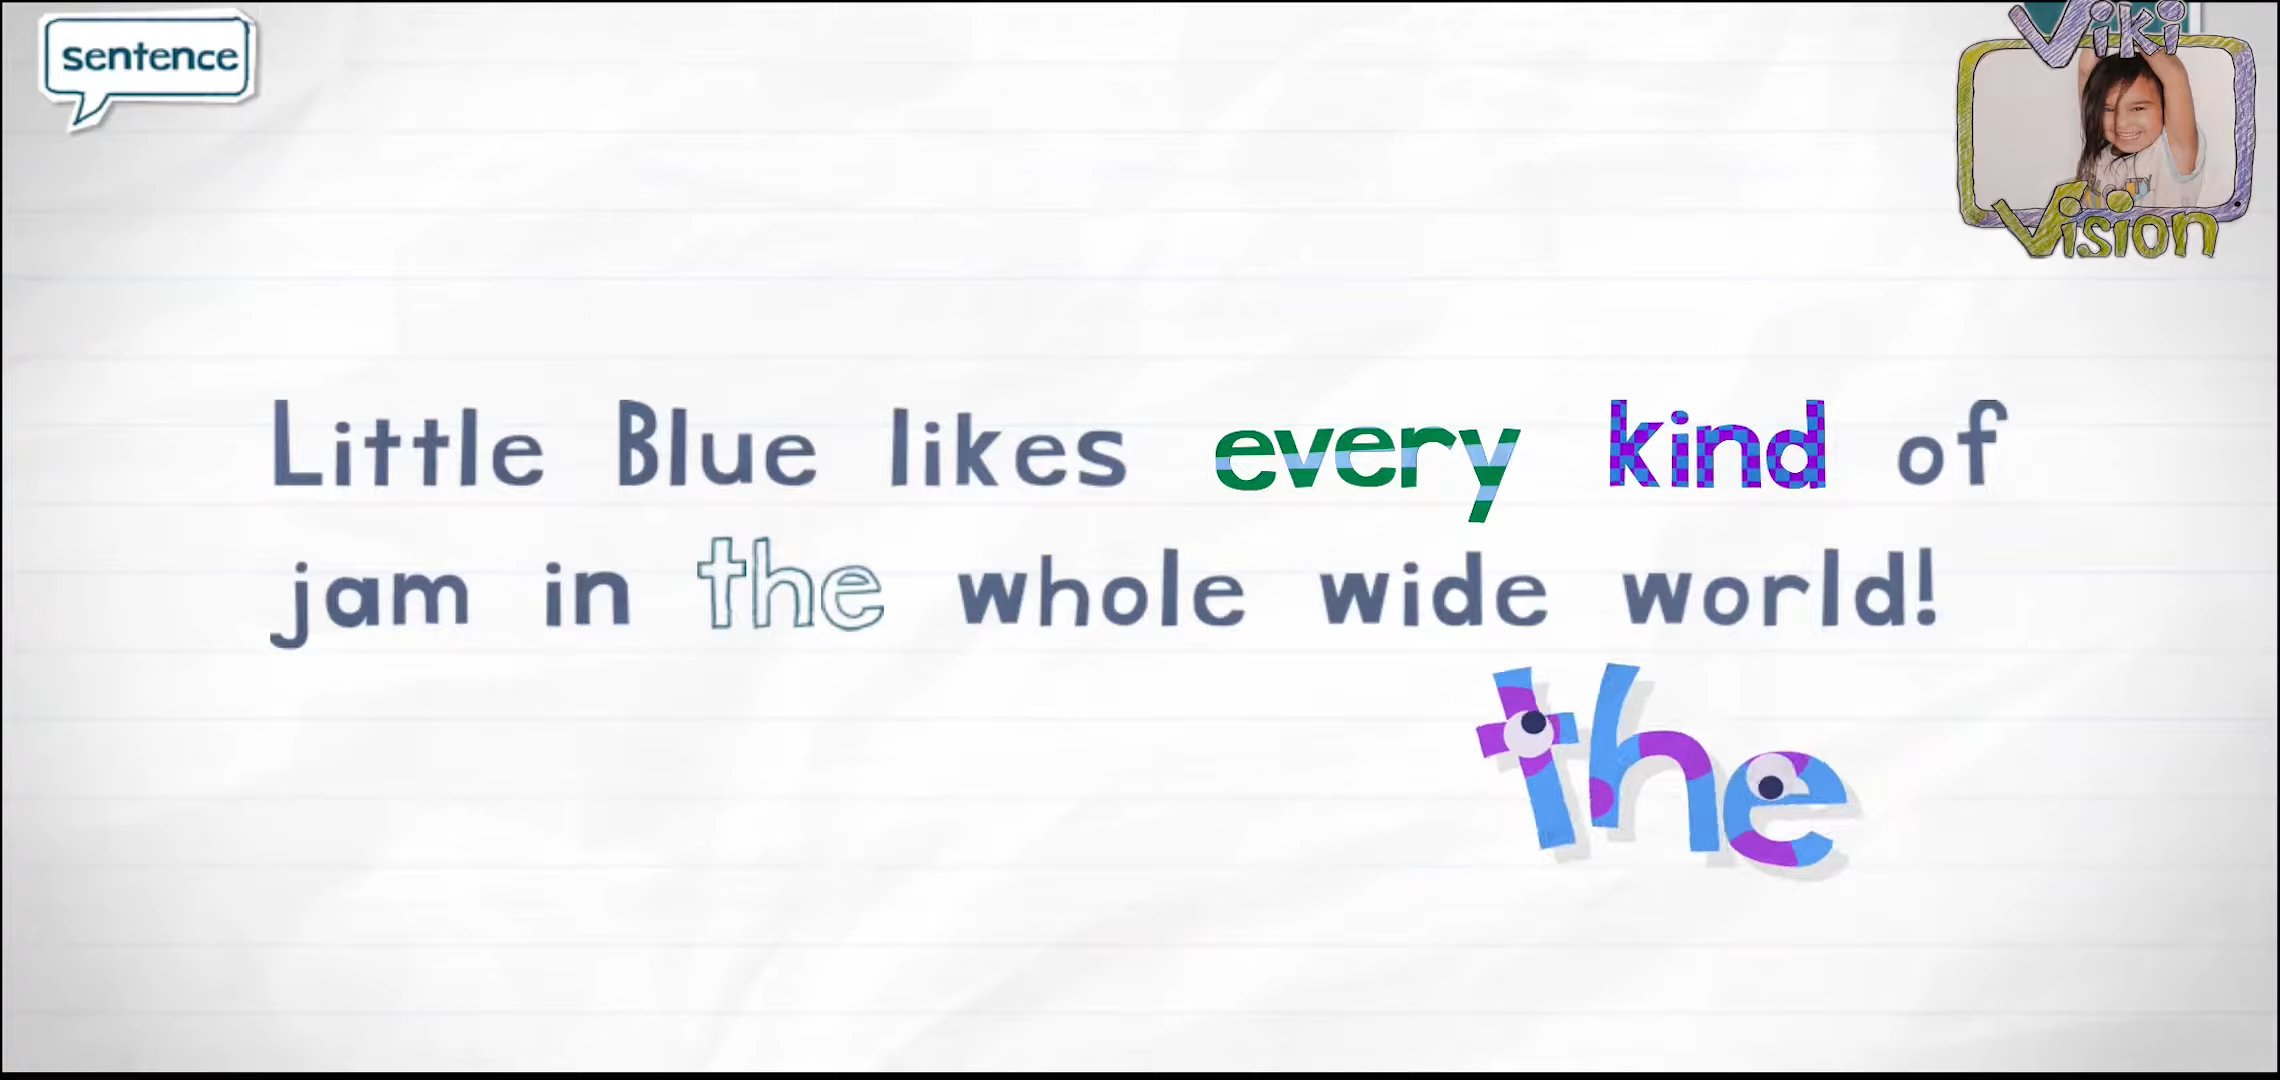 sentence
Viki
Vision
Little Blue likes every kind of
jam in the whole wide world!
the